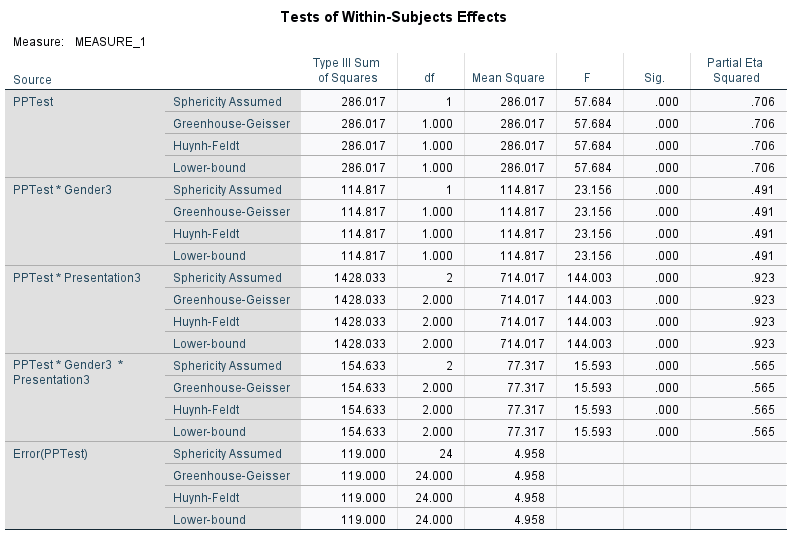 Tests of Within-Subjects Effects
Measure: MEASURE_1
Source Type III Sum of Squares df Mean Square F Sig. Partial Eta Squared
PPTest Sphericity Assumed 286.017 1 286.017 57.684 .000 .706
Greenhouse-Geisser 286.017 1.000 286.017 57.684 .000 .706
Huynh-Feldt 286.017 1.000 286.017 57.684 .000 .706
Lower-bound 286.017 1.000 286.017 57.684 .000 .706
PPTest * Gender3 Sphericity Assumed 114.817 1 114.817 23.156 .000 .491
Greenhouse-Geisser 114.817 1.000 114.817 23.156 .000 .491
Huynh-Feldt 114.817 1.000 114.817 23.156 .000 .491
Lower-bound 114.817 1.000 114.817 23.156 .000 .491
PPTest * Presentation3 Sphericity Assumed 1428.033 2 714.017 144.003 .000 .923
Greenhouse-Geisser 1428.033 2.000 714.017 144.003 .000 .923
Huynh-Feldt 1428.033 2.000 714.017 144.003 .000 .923
Lower-bound 1428.033 2.000 714.017 144.003 .000 .923
PPTest * Gender3 * Presentation3 Sphericity Assumed 154.633 2 77.317 15.593 .000 .565
Greenhouse-Geisser 154.633 2.000 77.317 15.593 .000 .565
Huynh-Feldt 154.633 2.000 77.317 15.593 .000 .565
Lower-bound 154.633 2.000 77.317 15.593 .000 .565
Error(PPTest) Sphericity Assumed 119.000 24 4.958
Greenhouse-Geisser 119.000 24.000 4.958
Huynh-Feldt 119.000 24.000 4.958
Lower-bound 119.000 24.000 4.958